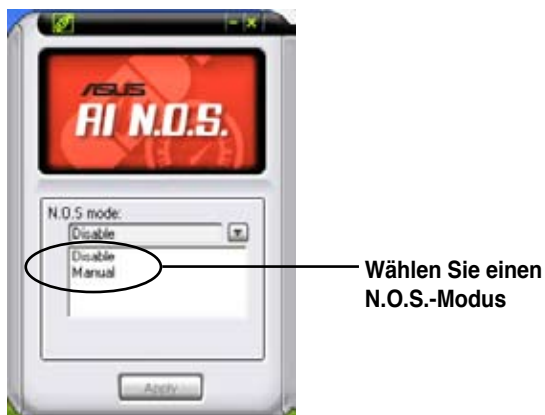 ASUS
AI N.O.S.
N.O.S mode:
Disable
Disable
Manual
Wählen Sie einen
N.O.S.-Modus
Apply